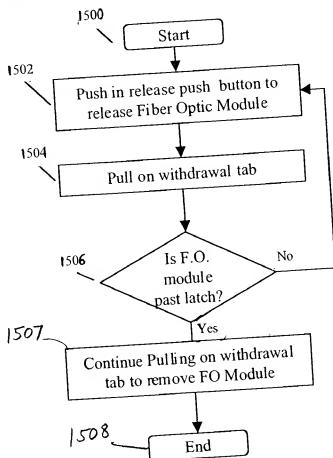 1500
Start
1502
Push in release push button to
release Fiber Optic Module
1504
Pull on withdrawal tab
1506
Is F.O.
module
past latch?
No
Yes
1507
Continue Pulling on withdrawal
tab to remove FO Module
1508
End